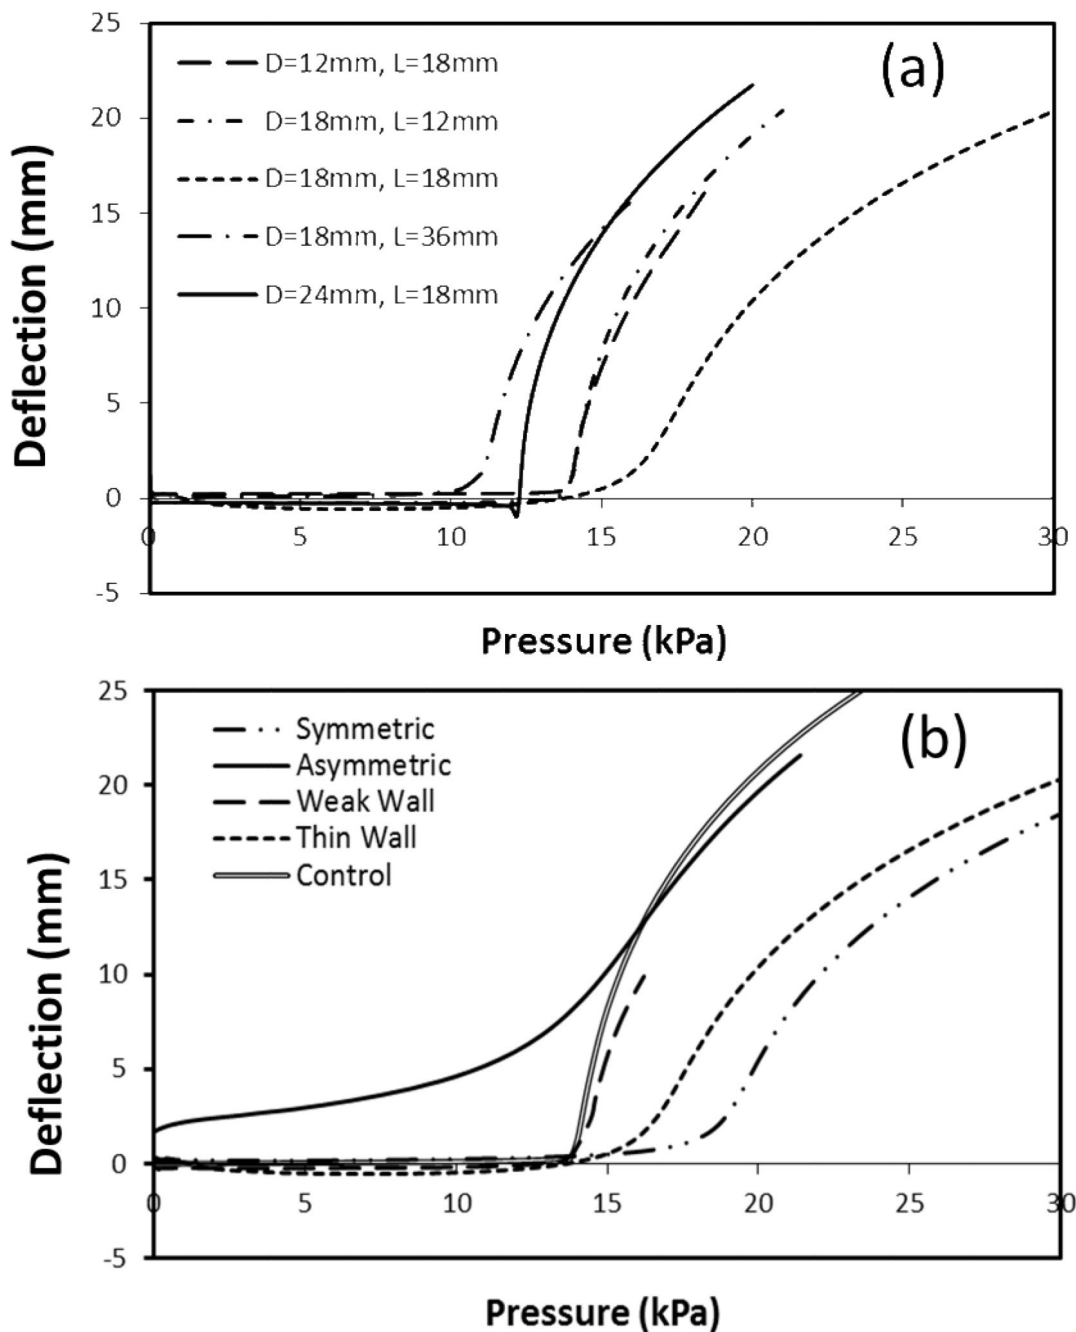 25
(a)
D=12mm, L=18mm
20
D=18mm, L=12mm
D=18mm, L=18mm
15
D=18mm, L=36mm
10
D=24mm, L=18mm
5
0
0 5 10 15 20 25 30
-5
Deflection (mm)
Pressure (kPa)
25
(b)
Symmetric
Asymmetric
20
Weak Wall
Thin Wall
15
Control
10
5
0
0 5 10 15 20 25 30
-5
Deflection (mm)
Pressure (kPa)